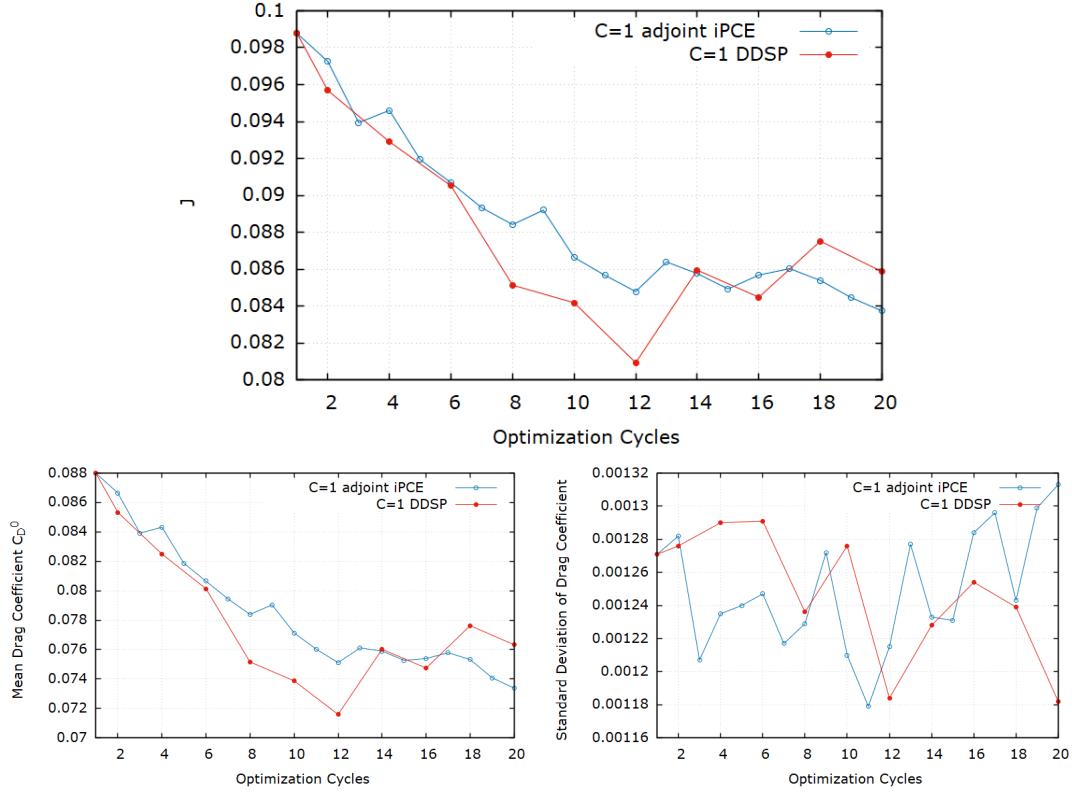 0.1
0.098
0.096
0.094
0.092
0.09
0.088
0.086
0.084
0.082
0.08
J
C=1 adjoint iPCE
C=1 DDSP
2 4 6 8 10 12 14 16 18 20
Optimization Cycles
0.088
0.086
0.084
0.082
0.08
0.078
0.076
0.074
0.072
0.07
Mean Drag Coefficient C_D^0
C=1 adjoint iPCE
C=1 DDSP
2 4 6 8 10 12 14 16 18 20
Optimization Cycles
0.00132
0.0013
0.00128
0.00126
0.00124
0.00122
0.0012
0.00118
0.00116
Standard Deviation of Drag Coefficient
C=1 adjoint iPCE
C=1 DDSP
2 4 6 8 10 12 14 16 18 20
Optimization Cycles